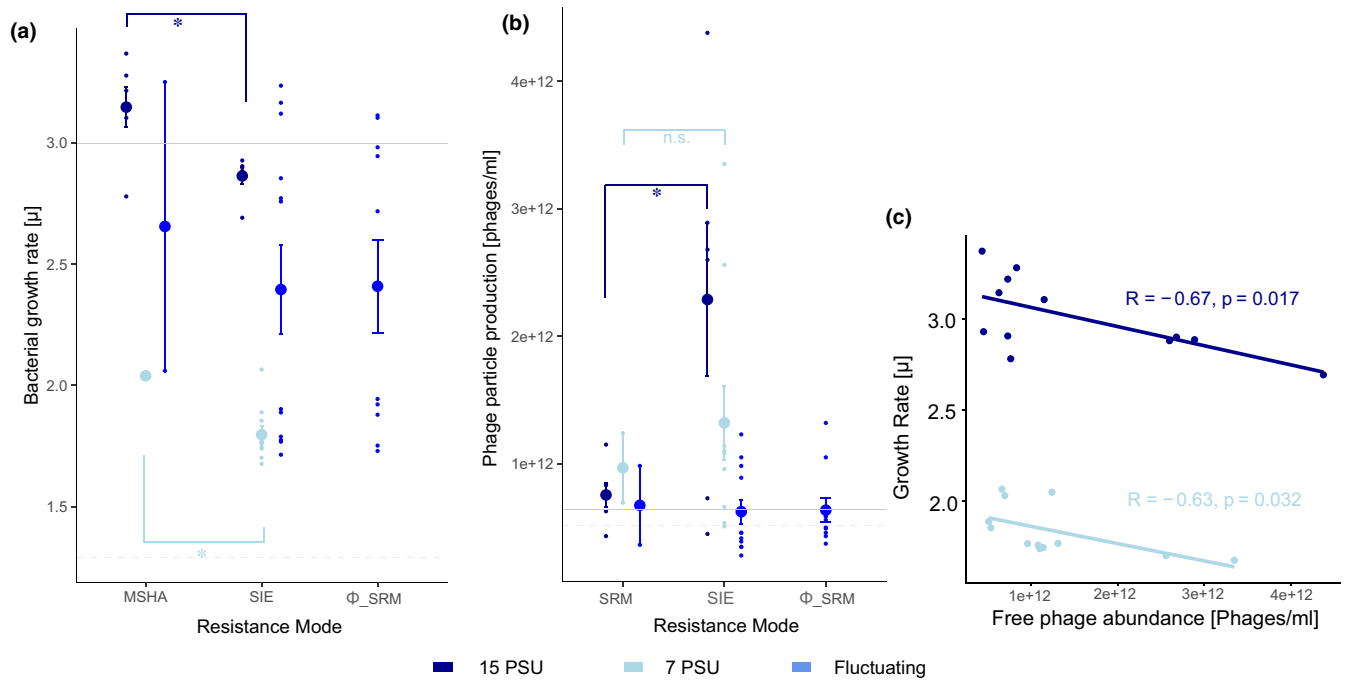 (a)
*
Bacterial growth rate [µ]
3.0
2.5
2.0
1.5
*
MSHA SIE Φ_SRM
Resistance Mode
(b)
Phage particle production [phages/ml]
4e+12
3e+12
2e+12
1e+12
n.s.
*
SRM SIE Φ_SRM
Resistance Mode
(c)
Growth Rate [µ]
3.0
2.5
2.0
R = −0.67, p = 0.017
R = −0.63, p = 0.032
1e+12 2e+12 3e+12 4e+12
Free phage abundance [Phages/ml]
15 PSU 7 PSU Fluctuating